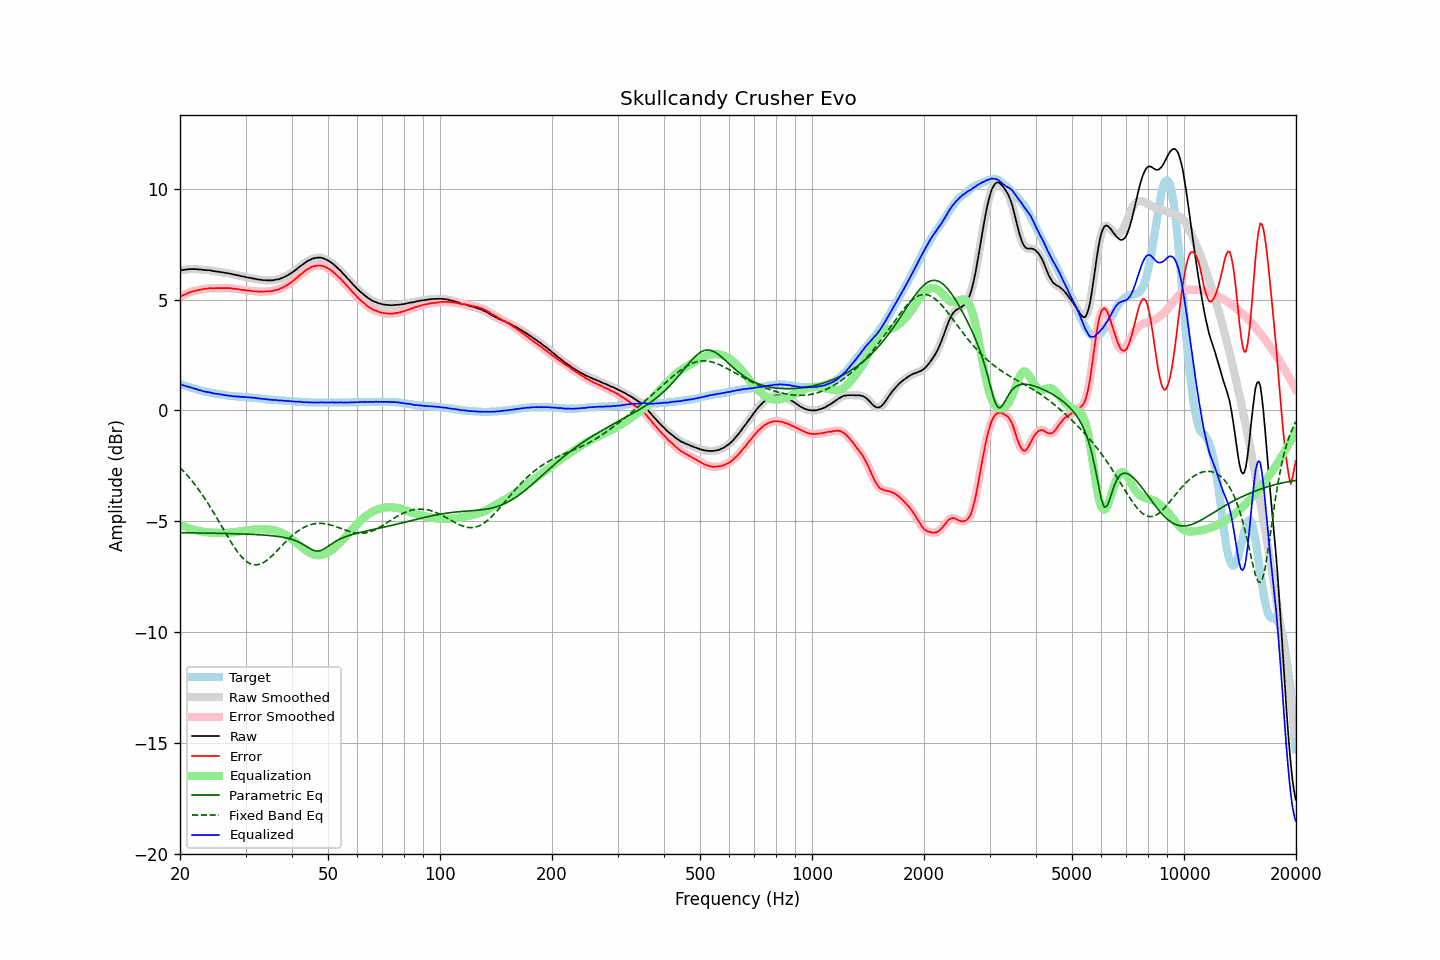 Skullcandy Crusher Evo
Amplitude (dBr)
10
5
0
−5
−10
−15
−20
Target
Raw Smoothed
Error Smoothed
Raw
Error
Equalization
Parametric Eq
Fixed Band Eq
Equalized
20 50 100 200 500 1000 2000 5000 10000 20000
Frequency (Hz)